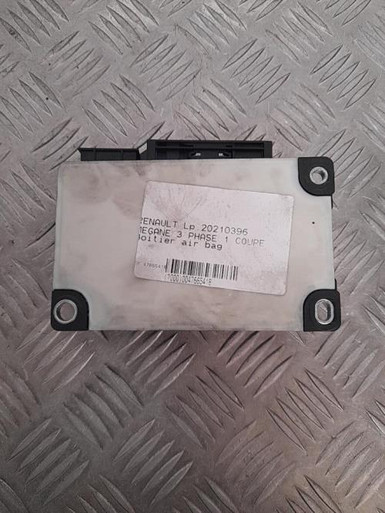 RENAULT Lp 20210396
MEGANE 3 PHASE 1 COUPE
Boitier air bag